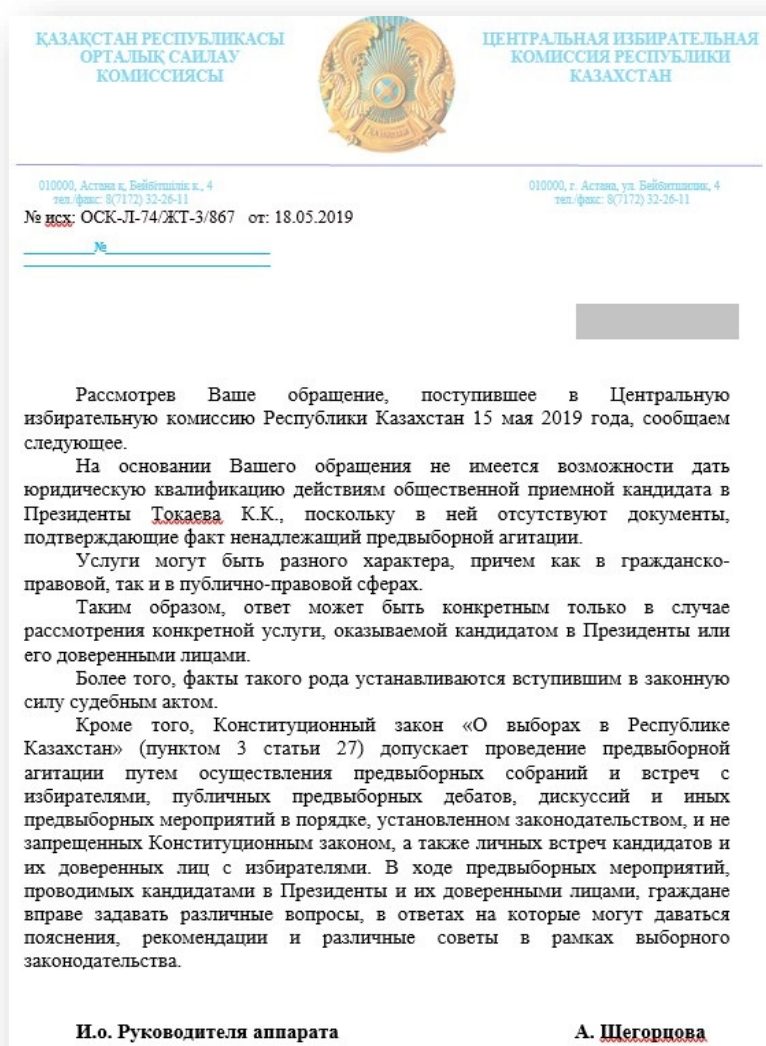 ҚАЗАҚСТАН РЕСПУБЛИКАСЫ
ОРТАЛЫҚ САЙЛАУ
КОМИССИЯСЫ
ЦЕНТРАЛЬНАЯ ИЗБИРАТЕЛЬНАЯ
КОМИССИЯ РЕСПУБЛИКИ
КАЗАХСТАН
010000, Астана қ, Бейбітшілік к., 4
тел./факс: 8(7172) 32-26-11
010000, г. Астана, ул. Бейбитшилик, 4
тел./факс: 8(7172) 32-26-11
№ исх: ОСК-Л-74/ЖТ-3/867 от: 18.05.2019
________№________________
Рассмотрев Ваше обращение, поступившее в Центральную
избирательную комиссию Республики Казахстан 15 мая 2019 года, сообщаем
следующее.
На основании Вашего обращения не имеется возможности дать
юридическую квалификацию действиям общественной приемной кандидата в
Президенты Токаева К.К., поскольку в ней отсутствуют документы,
подтверждающие факт ненадлежащий предвыборной агитации.
Услуги могут быть разного характера, причем как в гражданско-
правовой, так и в публично-правовой сферах.
Таким образом, ответ может быть конкретным только в случае
рассмотрения конкретной услуги, оказываемой кандидатом в Президенты или
его доверенными лицами.
Более того, факты такого рода устанавливаются вступившим в законную
силу судебным актом.
Кроме того, Конституционный закон «О выборах в Республике
Казахстан» (пунктом 3 статьи 27) допускает проведение предвыборной
агитации путем осуществления предвыборных собраний и встреч с
избирателями, публичных предвыборных дебатов, дискуссий и иных
предвыборных мероприятий в порядке, установленном законодательством, и не
запрещенных Конституционным законом, а также личных встреч кандидатов и
их доверенных лиц с избирателями. В ходе предвыборных мероприятий,
проводимых кандидатами в Президенты и их доверенными лицами, граждане
вправе задавать различные вопросы, в ответах на которые могут даваться
пояснения, рекомендации и различные советы в рамках выборного
законодательства.
И.о. Руководителя аппарата А. Щегорцова